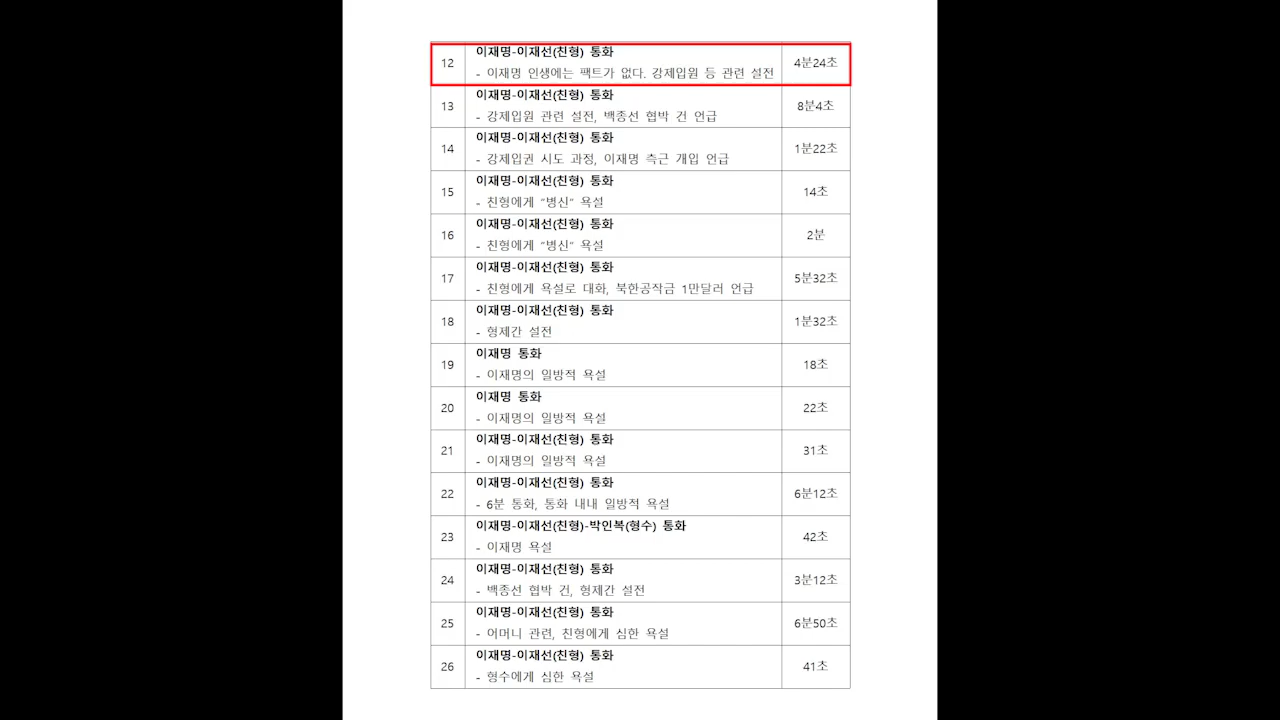 12
이재명-이재선(친형) 통화
- 이재명 인생에는 팩트가 없다. 강제입원 등 관련 설전
4분24초
13
이재명-이재선(친형) 통화
- 강제입원 관련 설전, 백종선 협박 건 언급
8분4초
14
이재명-이재선(친형) 통화
- 강제입권 시도 과정, 이재명 측근 개입 언급
1분22초
15
이재명-이재선(친형) 통화
- 친형에게 “병신” 욕설
14초
16
이재명-이재선(친형) 통화
- 친형에게 “병신” 욕설
2분
17
이재명-이재선(친형) 통화
- 친형에게 욕설로 대화, 북한공작금 1만달러 언급
5분32초
18
이재명-이재선(친형) 통화
- 형제간 설전
1분32초
19
이재명 통화
- 이재명의 일방적 욕설
18초
20
이재명 통화
- 이재명의 일방적 욕설
22초
21
이재명-이재선(친형) 통화
- 이재명의 일방적 욕설
31초
22
이재명-이재선(친형) 통화
- 6분 통화, 통화 내내 일방적 욕설
6분12초
23
이재명-이재선(친형)-박인복(형수) 통화
- 이재명 욕설
42초
24
이재명-이재선(친형) 통화
- 백종선 협박 건, 형제간 설전
3분12초
25
이재명-이재선(친형) 통화
- 어머니 관련, 친형에게 심한 욕설
6분50초
26
이재명-이재선(친형) 통화
- 형수에게 심한 욕설
41초